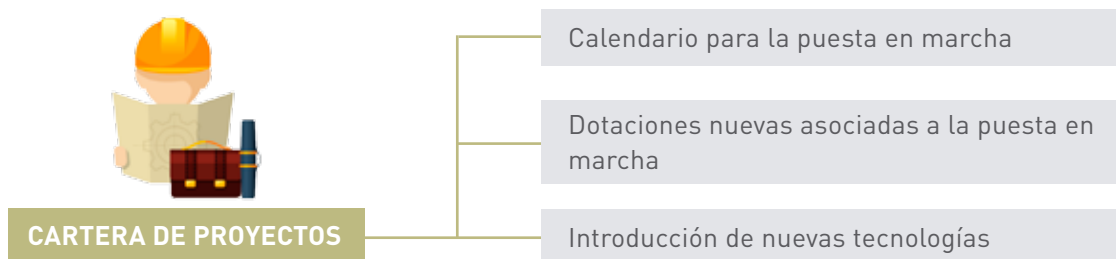 Calendario para la puesta en marcha
Dotaciones nuevas asociadas a la puesta en
marcha
CARTERA DE PROYECTOS
Introducción de nuevas tecnologías